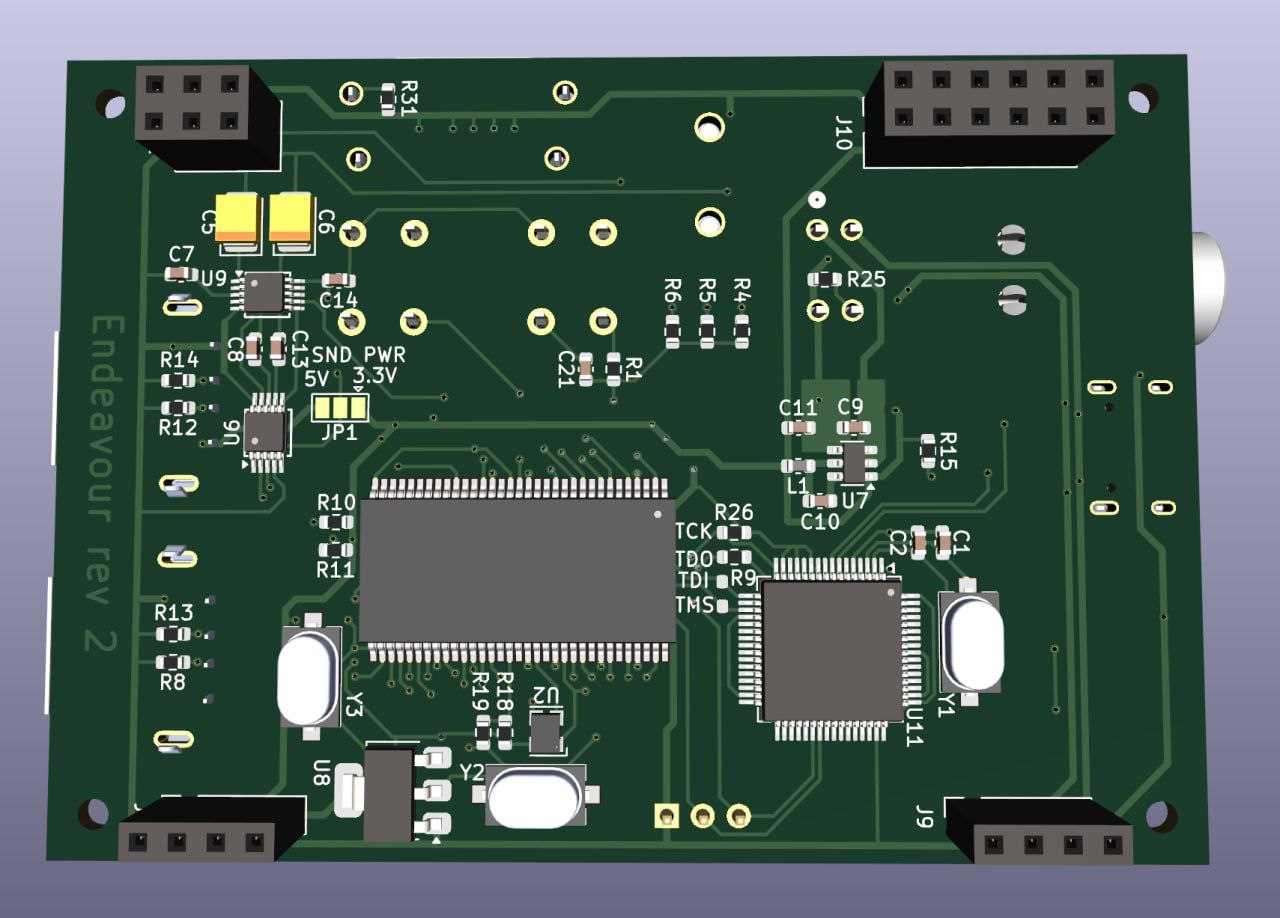 R31
J10
C5
C6
C7
U9
C14
R25
R6
R5
R4
Endeavour rev 2
C8
C13
SND PWR
5V
3.3V
R14
C21
R1
R12
U6
JP1
C11
C9
R15
L1
U7
C10
R10
R11
TCK
R26
TDO
TDI
R9
TMS
C2
C1
R13
R8
Y3
R19
R18
U2
Y1
U11
U8
Y2
J9